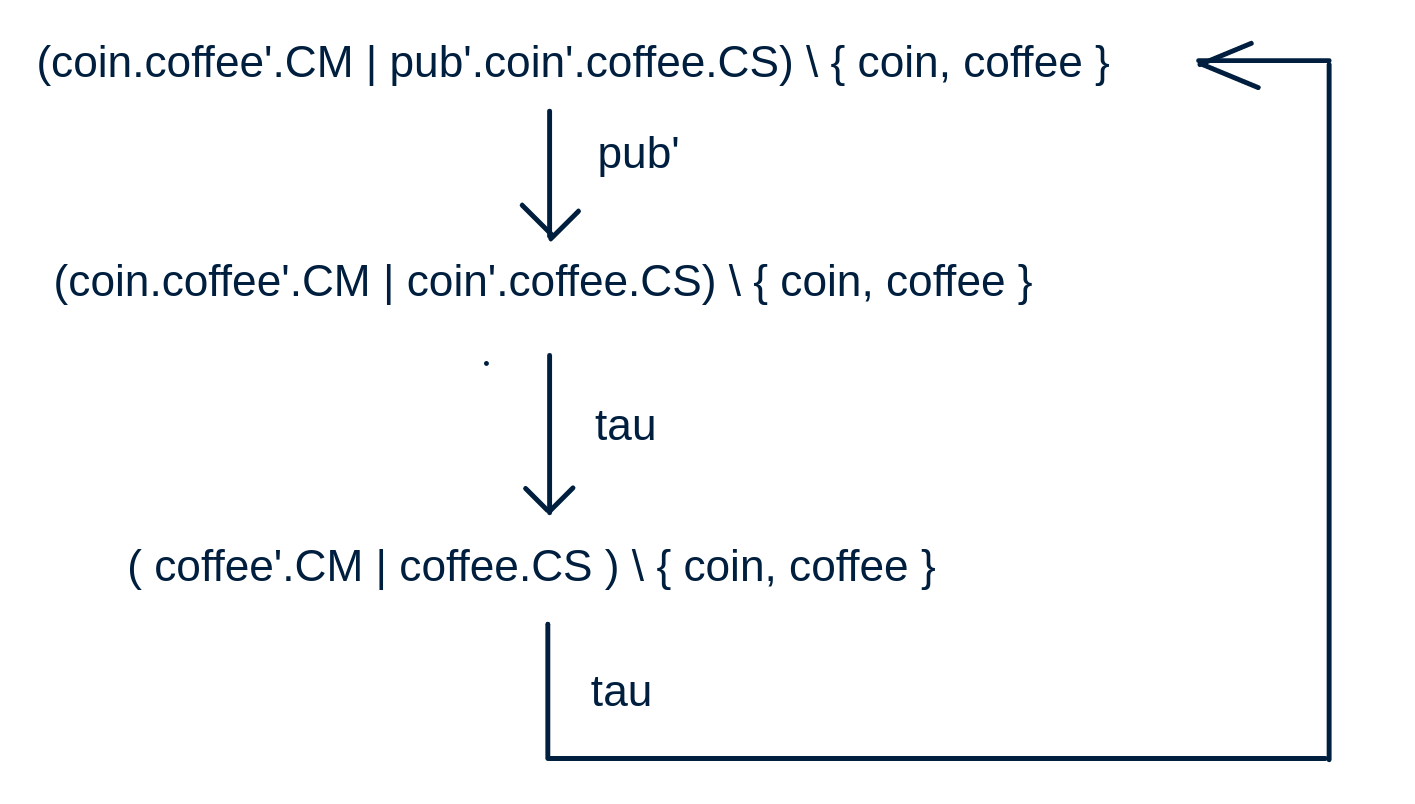 (coin.coffee'.CM | pub'.coin'.coffee.CS) \ { coin, coffee }
pub'
(coin.coffee'.CM | coin'.coffee.CS) \ { coin, coffee }
tau
( coffee'.CM | coffee.CS ) \ { coin, coffee }
tau